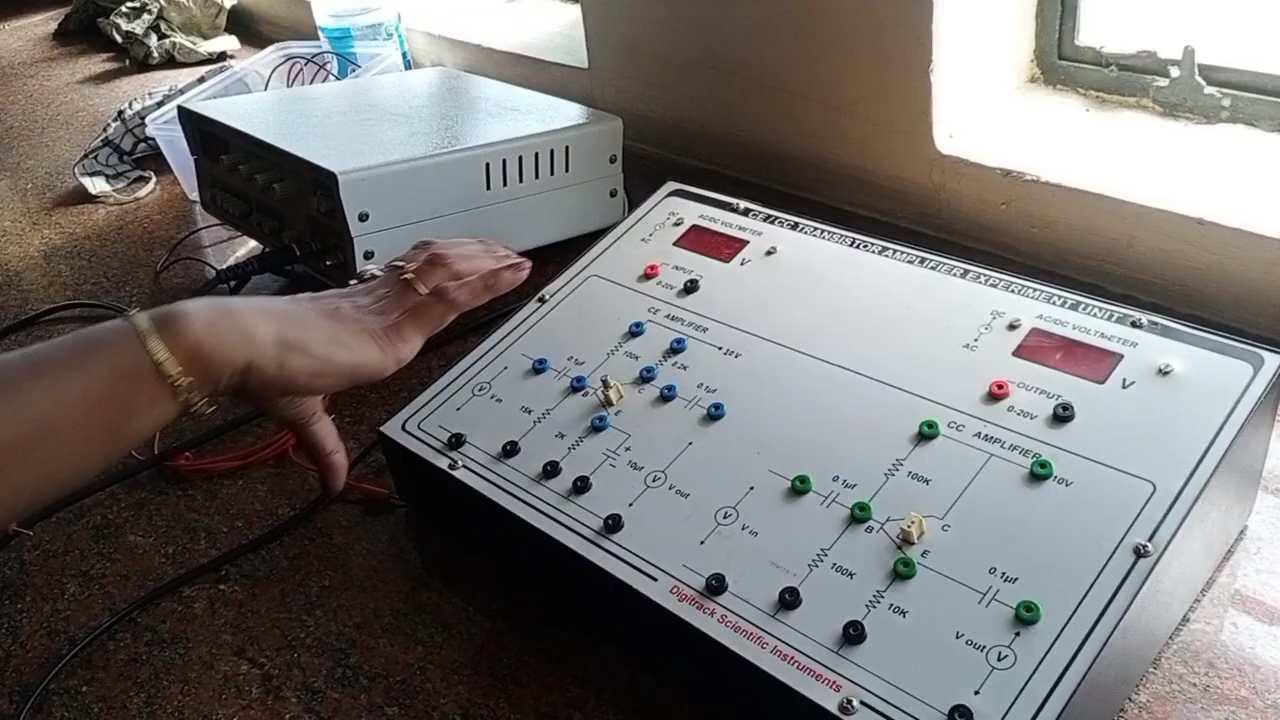 CE / CC TRANSISTOR AMPLIFIER EXPERIMENT UNIT
DC
AC
AC/DC VOLTMETER
V
INPUT
0-20V
DC
AC
AC/DC VOLTMETER
V
OUTPUT
0-20V
CE AMPLIFIER
10V
100K
8.2K
0.1µf
B
C
E
0.1µf
V
V in
15K
2K
+
-
10µf
V
V out
CC AMPLIFIER
10V
100K
0.1µf
B
C
E
V
V in
100K
10K
0.1µf
V out
V
Digitrack Scientific Instruments